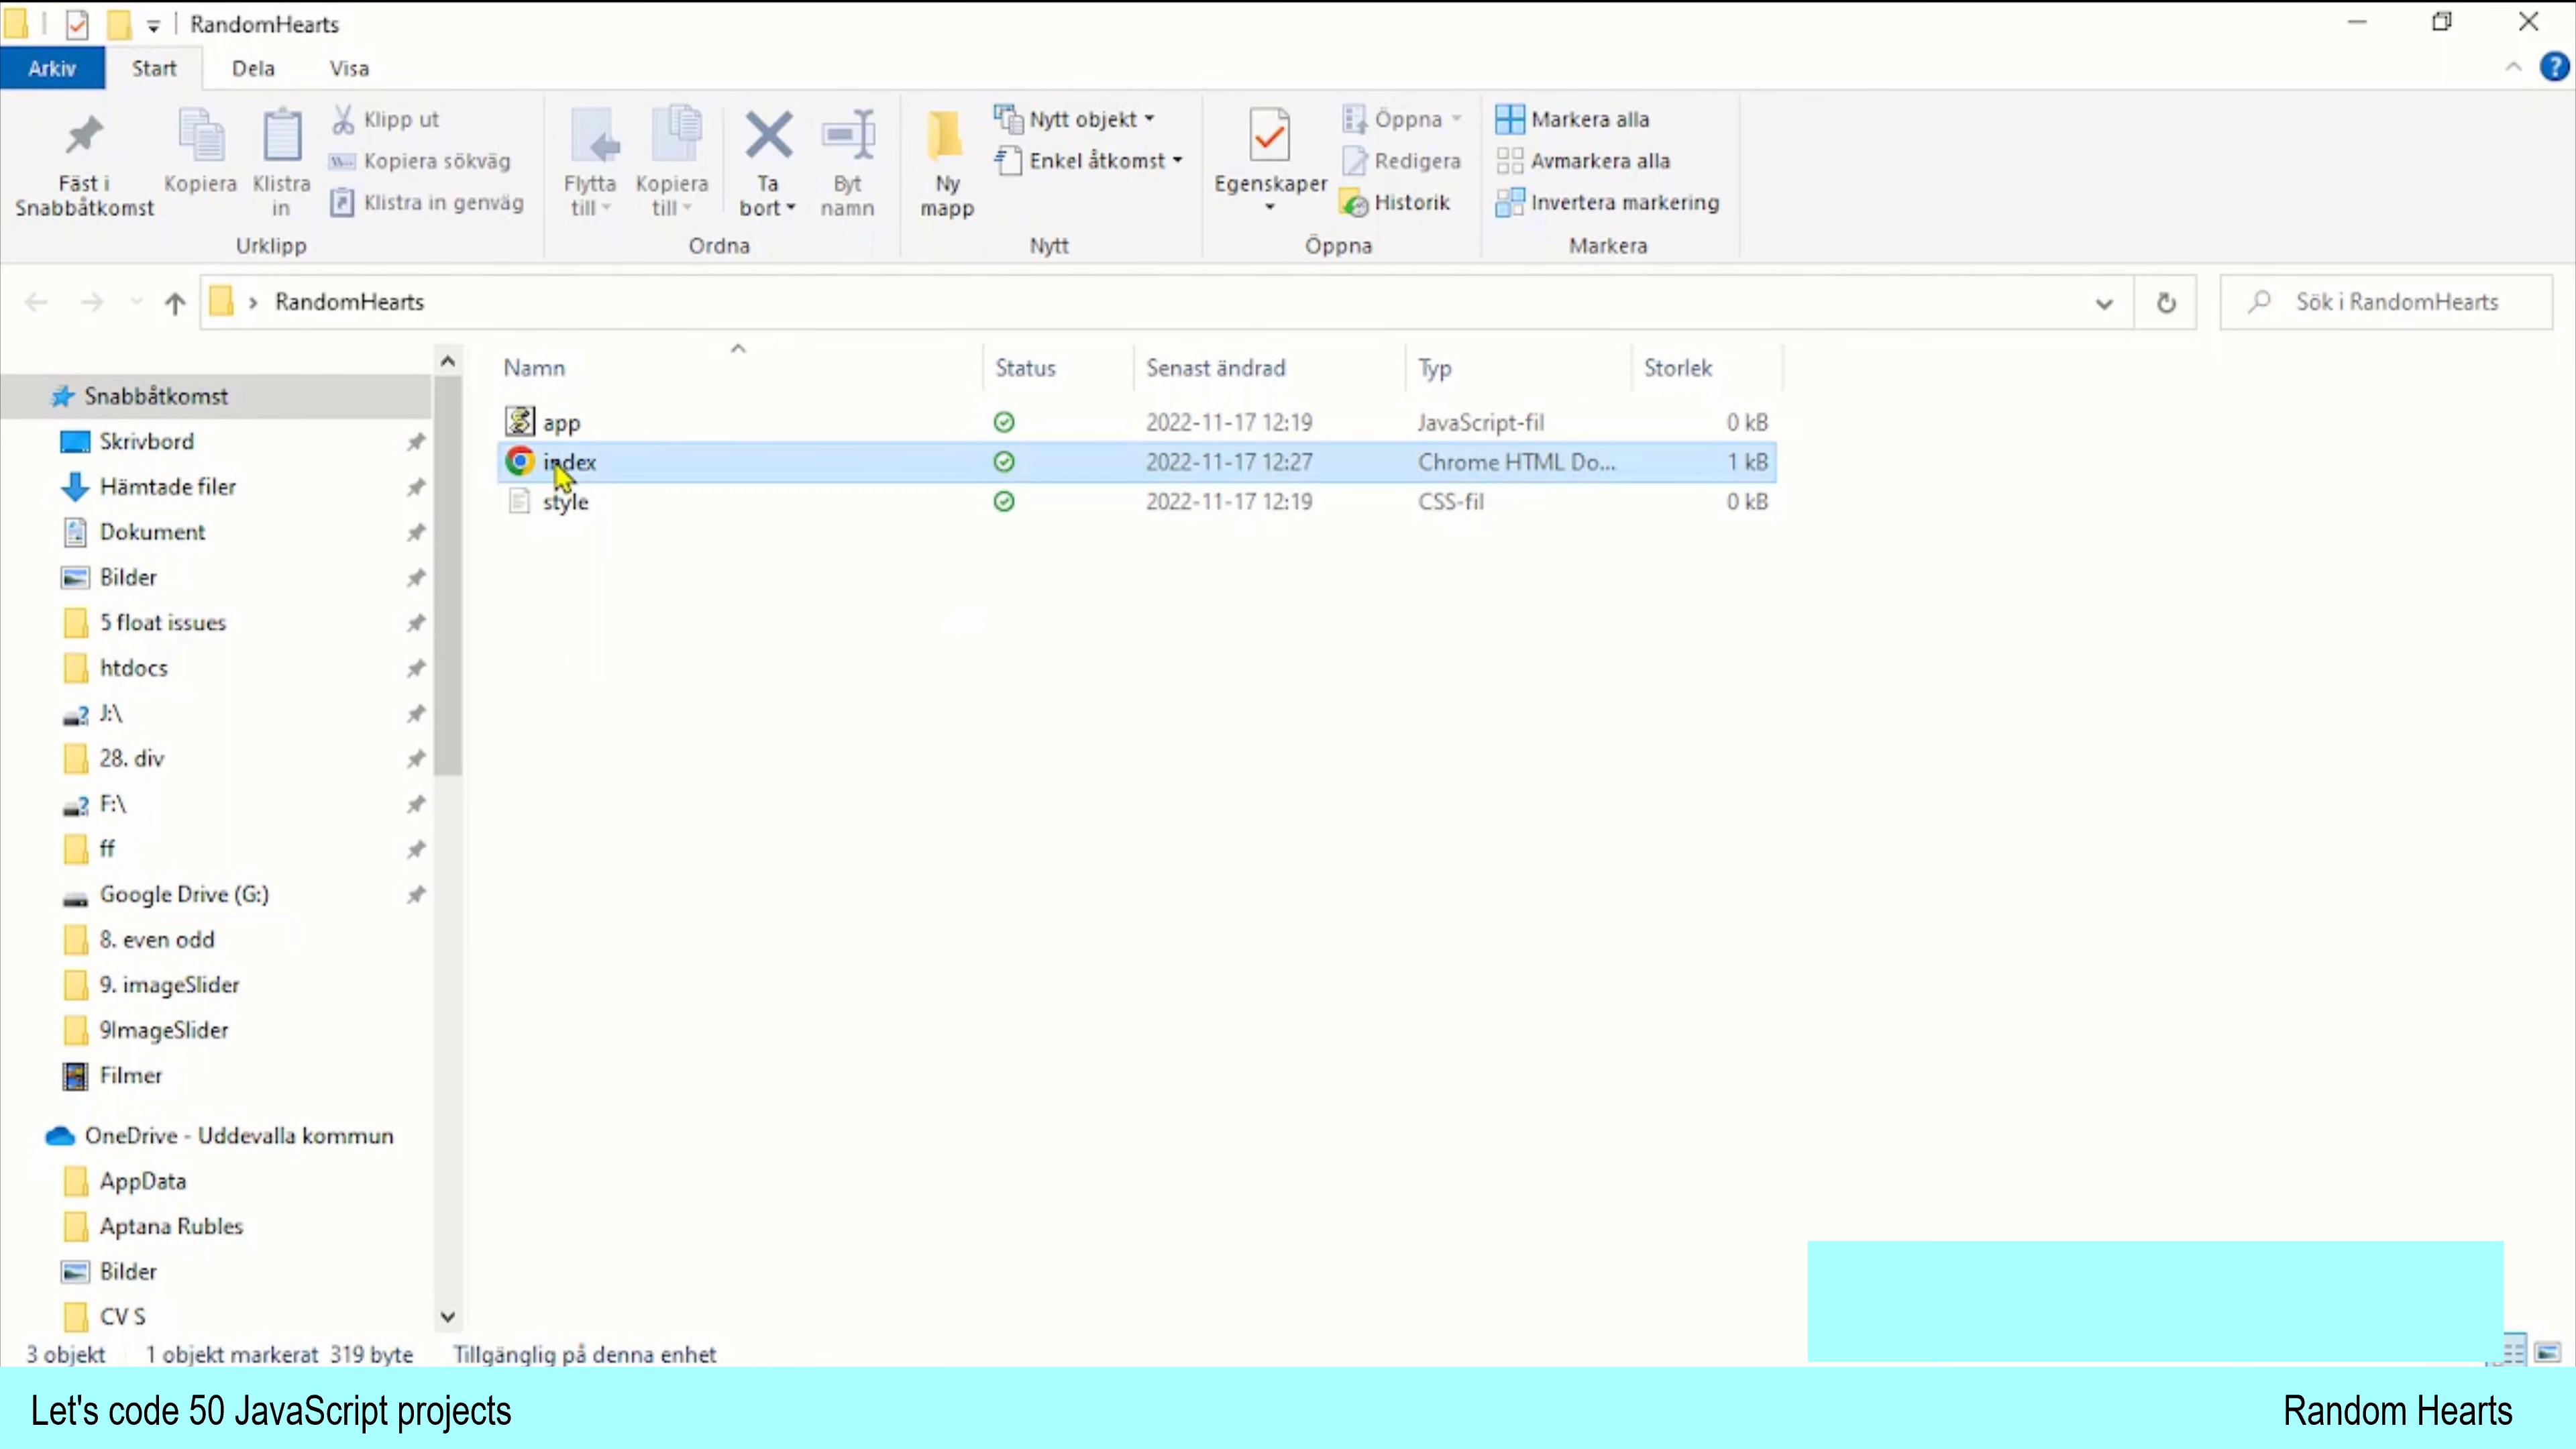 RandomHearts
Arkiv Start Dela Visa
Fäst i Snabbåtkomst
Kopiera
Klistra in
Klipp ut
Kopiera sökväg
Klistra in genväg
Urklipp
Flytta till
Kopiera till
Ta bort
Byt namn
Ordna
Ny mapp
Nytt objekt
Enkel åtkomst
Nytt
Egenskaper
Öppna
Redigera
Historik
Öppna
Markera alla
Avmarkera alla
Invertera markering
Markera
RandomHearts
Sök i RandomHearts
Namn Status Senast ändrad Typ Storlek
app 2022-11-17 12:19 JavaScript-fil 0 kB
index 2022-11-17 12:27 Chrome HTML Do... 1 kB
style 2022-11-17 12:19 CSS-fil 0 kB
Snabbåtkomst
Skrivbord
Hämtade filer
Dokument
Bilder
5 float issues
htdocs
J:\
28. div
F:\
ff
Google Drive (G:)
8. even odd
9. imageSlider
9ImageSlider
Filmer
OneDrive - Uddevalla kommun
AppData
Aptana Rubles
Bilder
CV S
3 objekt 1 objekt markerat 319 byte Tillgänglig på denna enhet
Let's code 50 JavaScript projects
Random Hearts